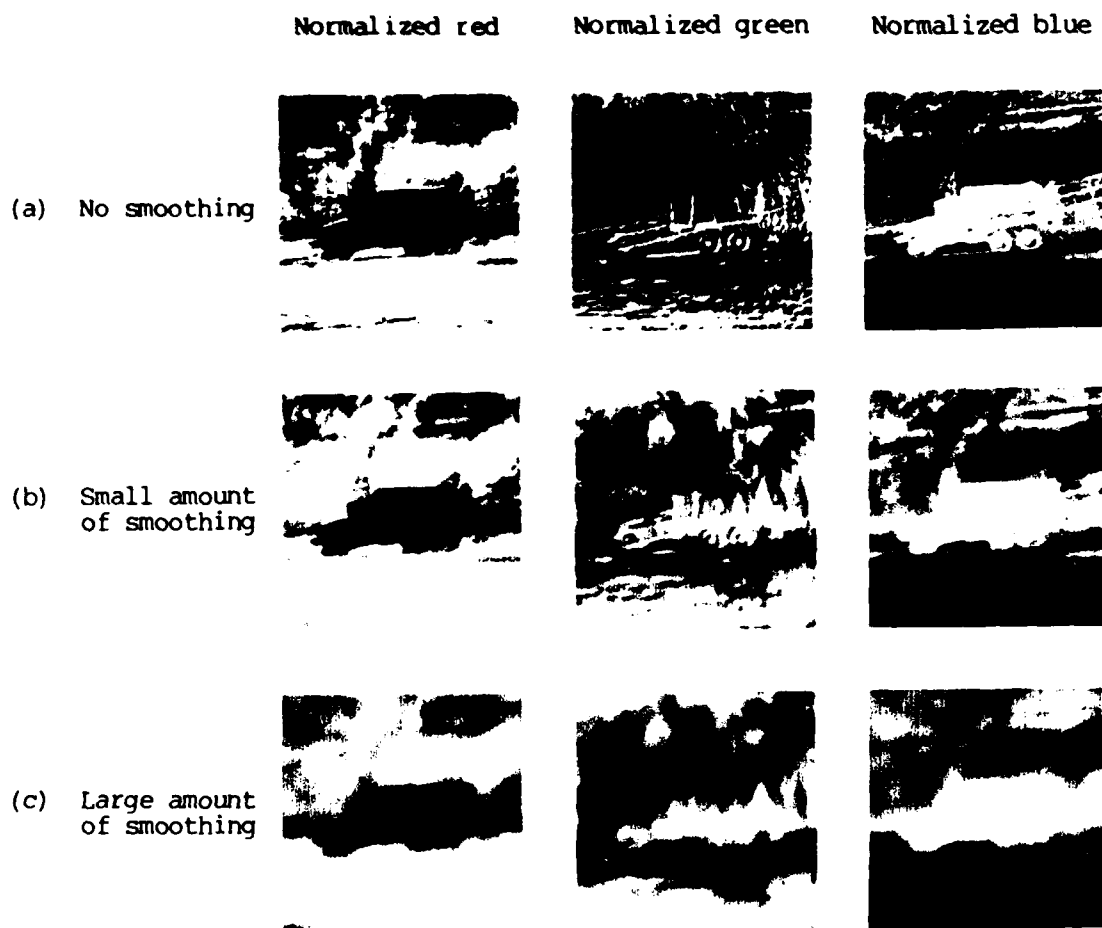 Normalized red Normalized green Normalized blue
(a) No smoothing
(b) Small amount
of smoothing
(c) Large amount
of smoothing